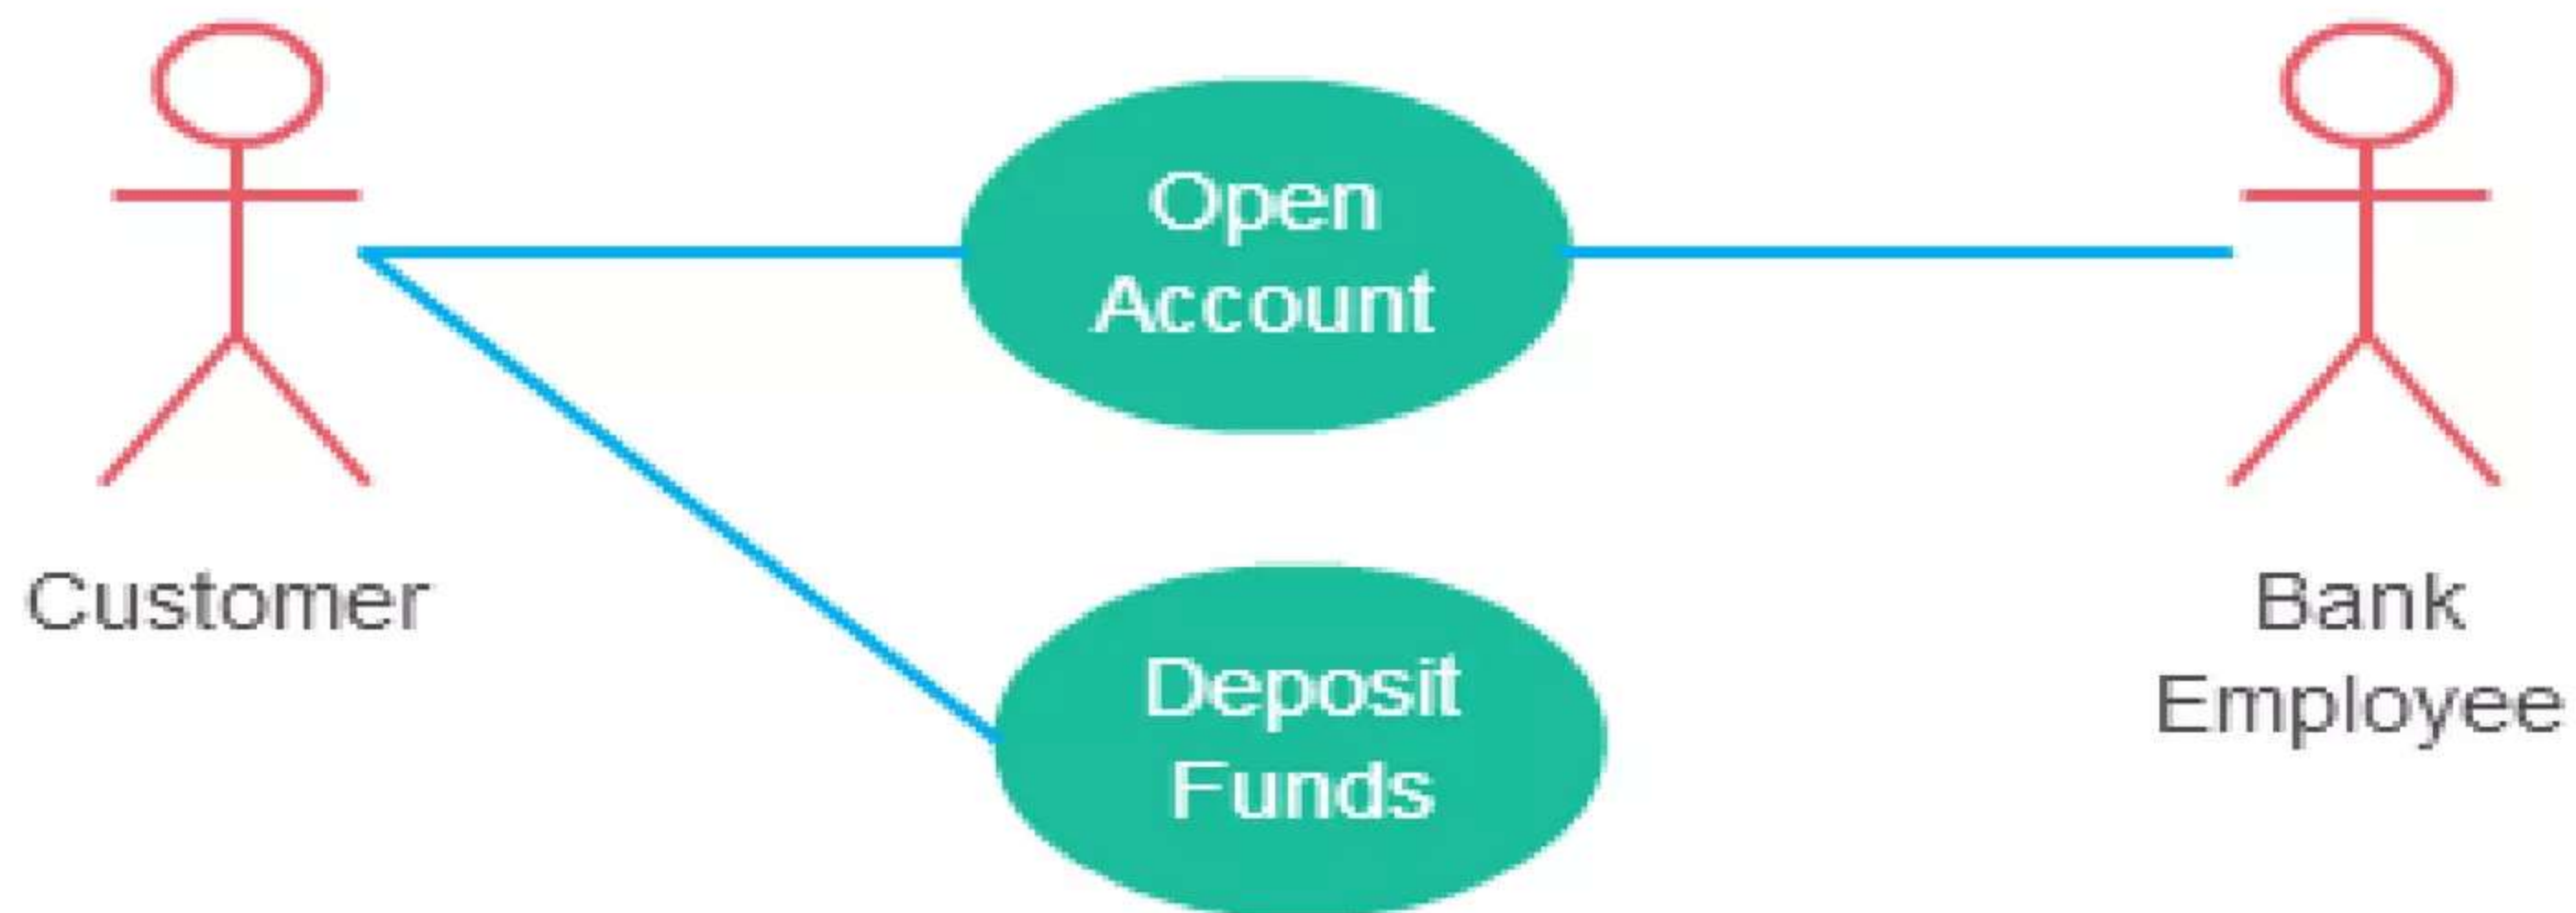 Open
Account
Customer
Bank
Employee
Deposit
Funds